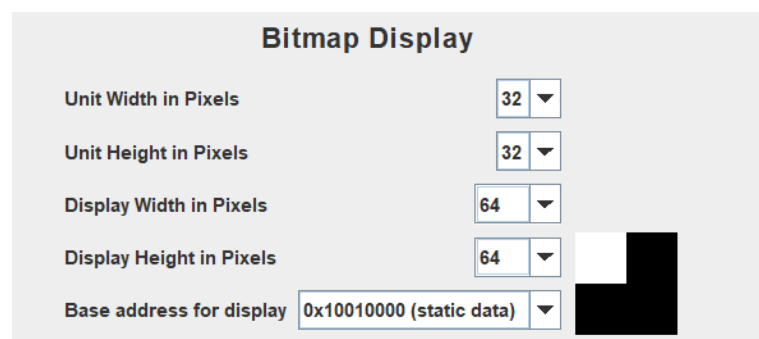 Bitmap Display
Unit Width in Pixels 32
Unit Height in Pixels 32
Display Width in Pixels 64
Display Height in Pixels 64
Base address for display 0x10010000 (static data)